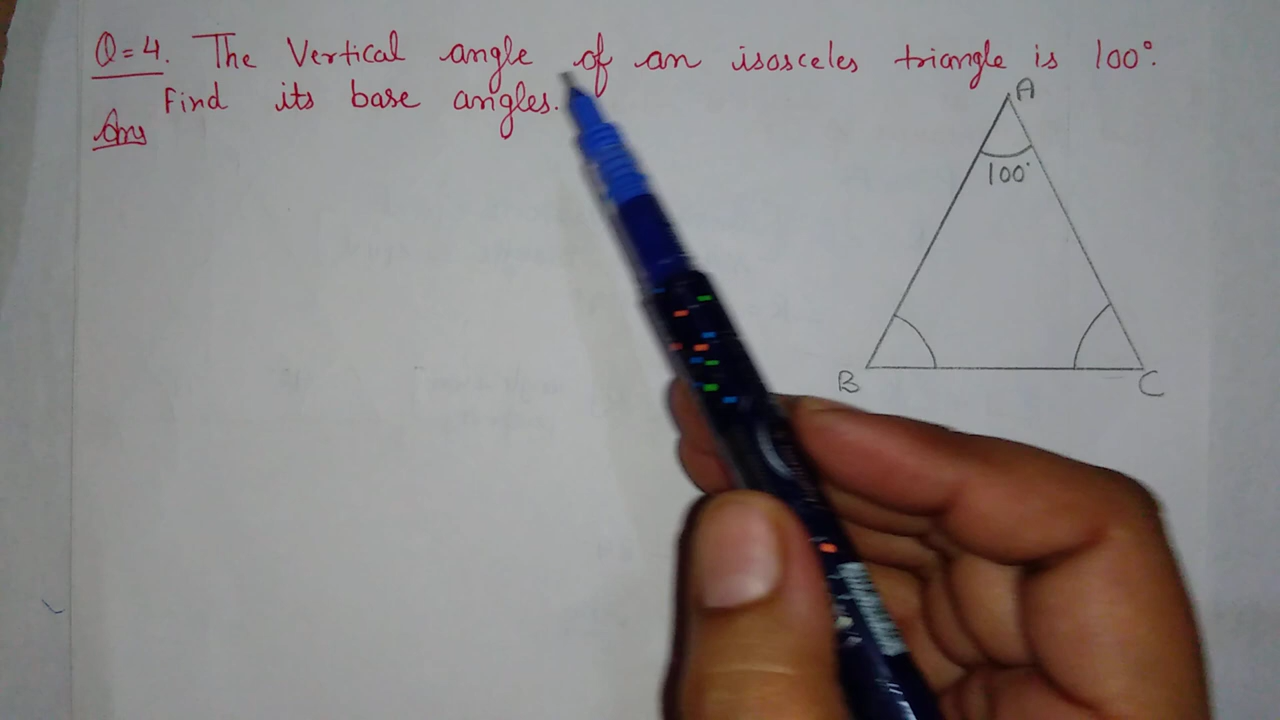 Q=4. The Vertical angle of an isosceles triangle is 100°.
Find its base angles.
Ans
A
100°
B
C